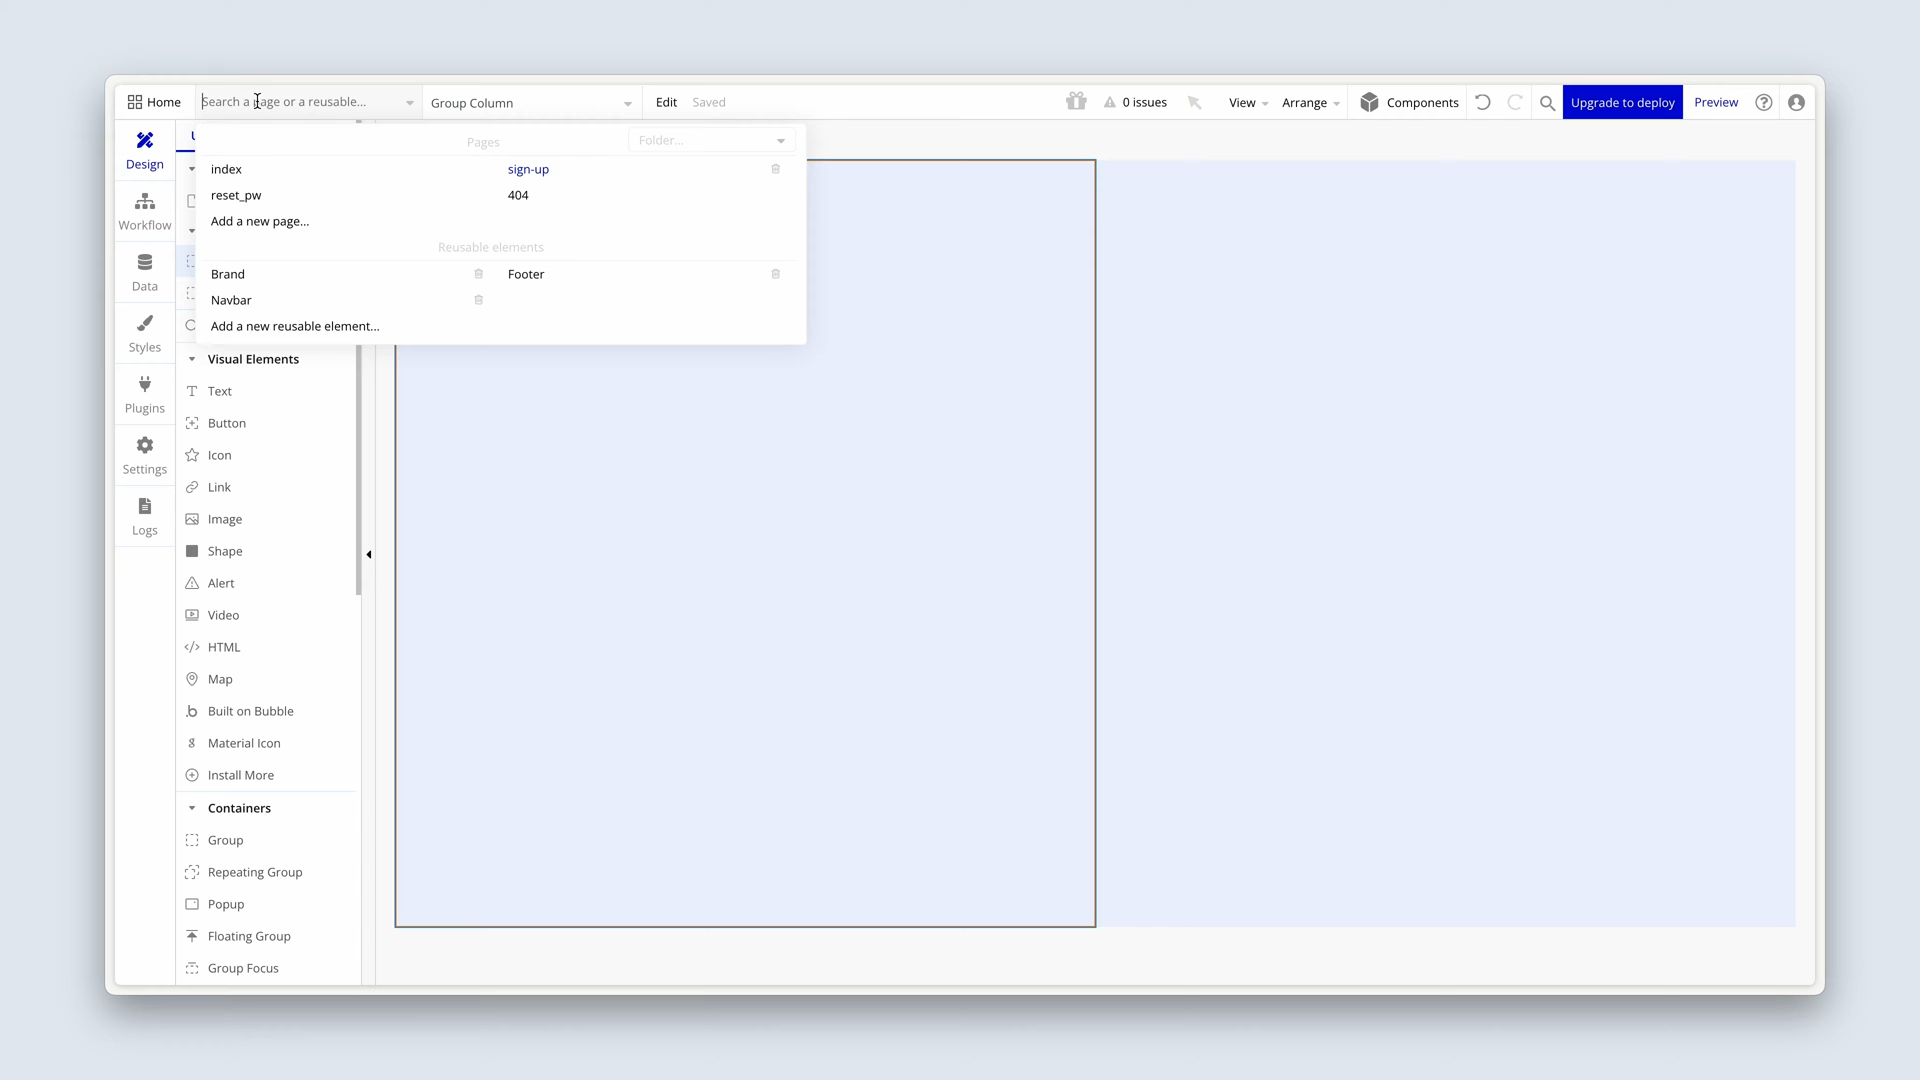 Home
Search a page or a reusable...
Group Column
Edit
Saved
0 issues
View
Arrange
Components
Upgrade to deploy
Preview
Design
Workflow
Data
Styles
Plugins
Settings
Logs
U
Pages
Folder...
index
sign-up
reset_pw
404
Add a new page...
Reusable elements
Brand
Footer
Navbar
Add a new reusable element...
Visual Elements
Text
Button
Icon
Link
Image
Shape
Alert
Video
HTML
Map
Built on Bubble
Material Icon
Install More
Containers
Group
Repeating Group
Popup
Floating Group
Group Focus